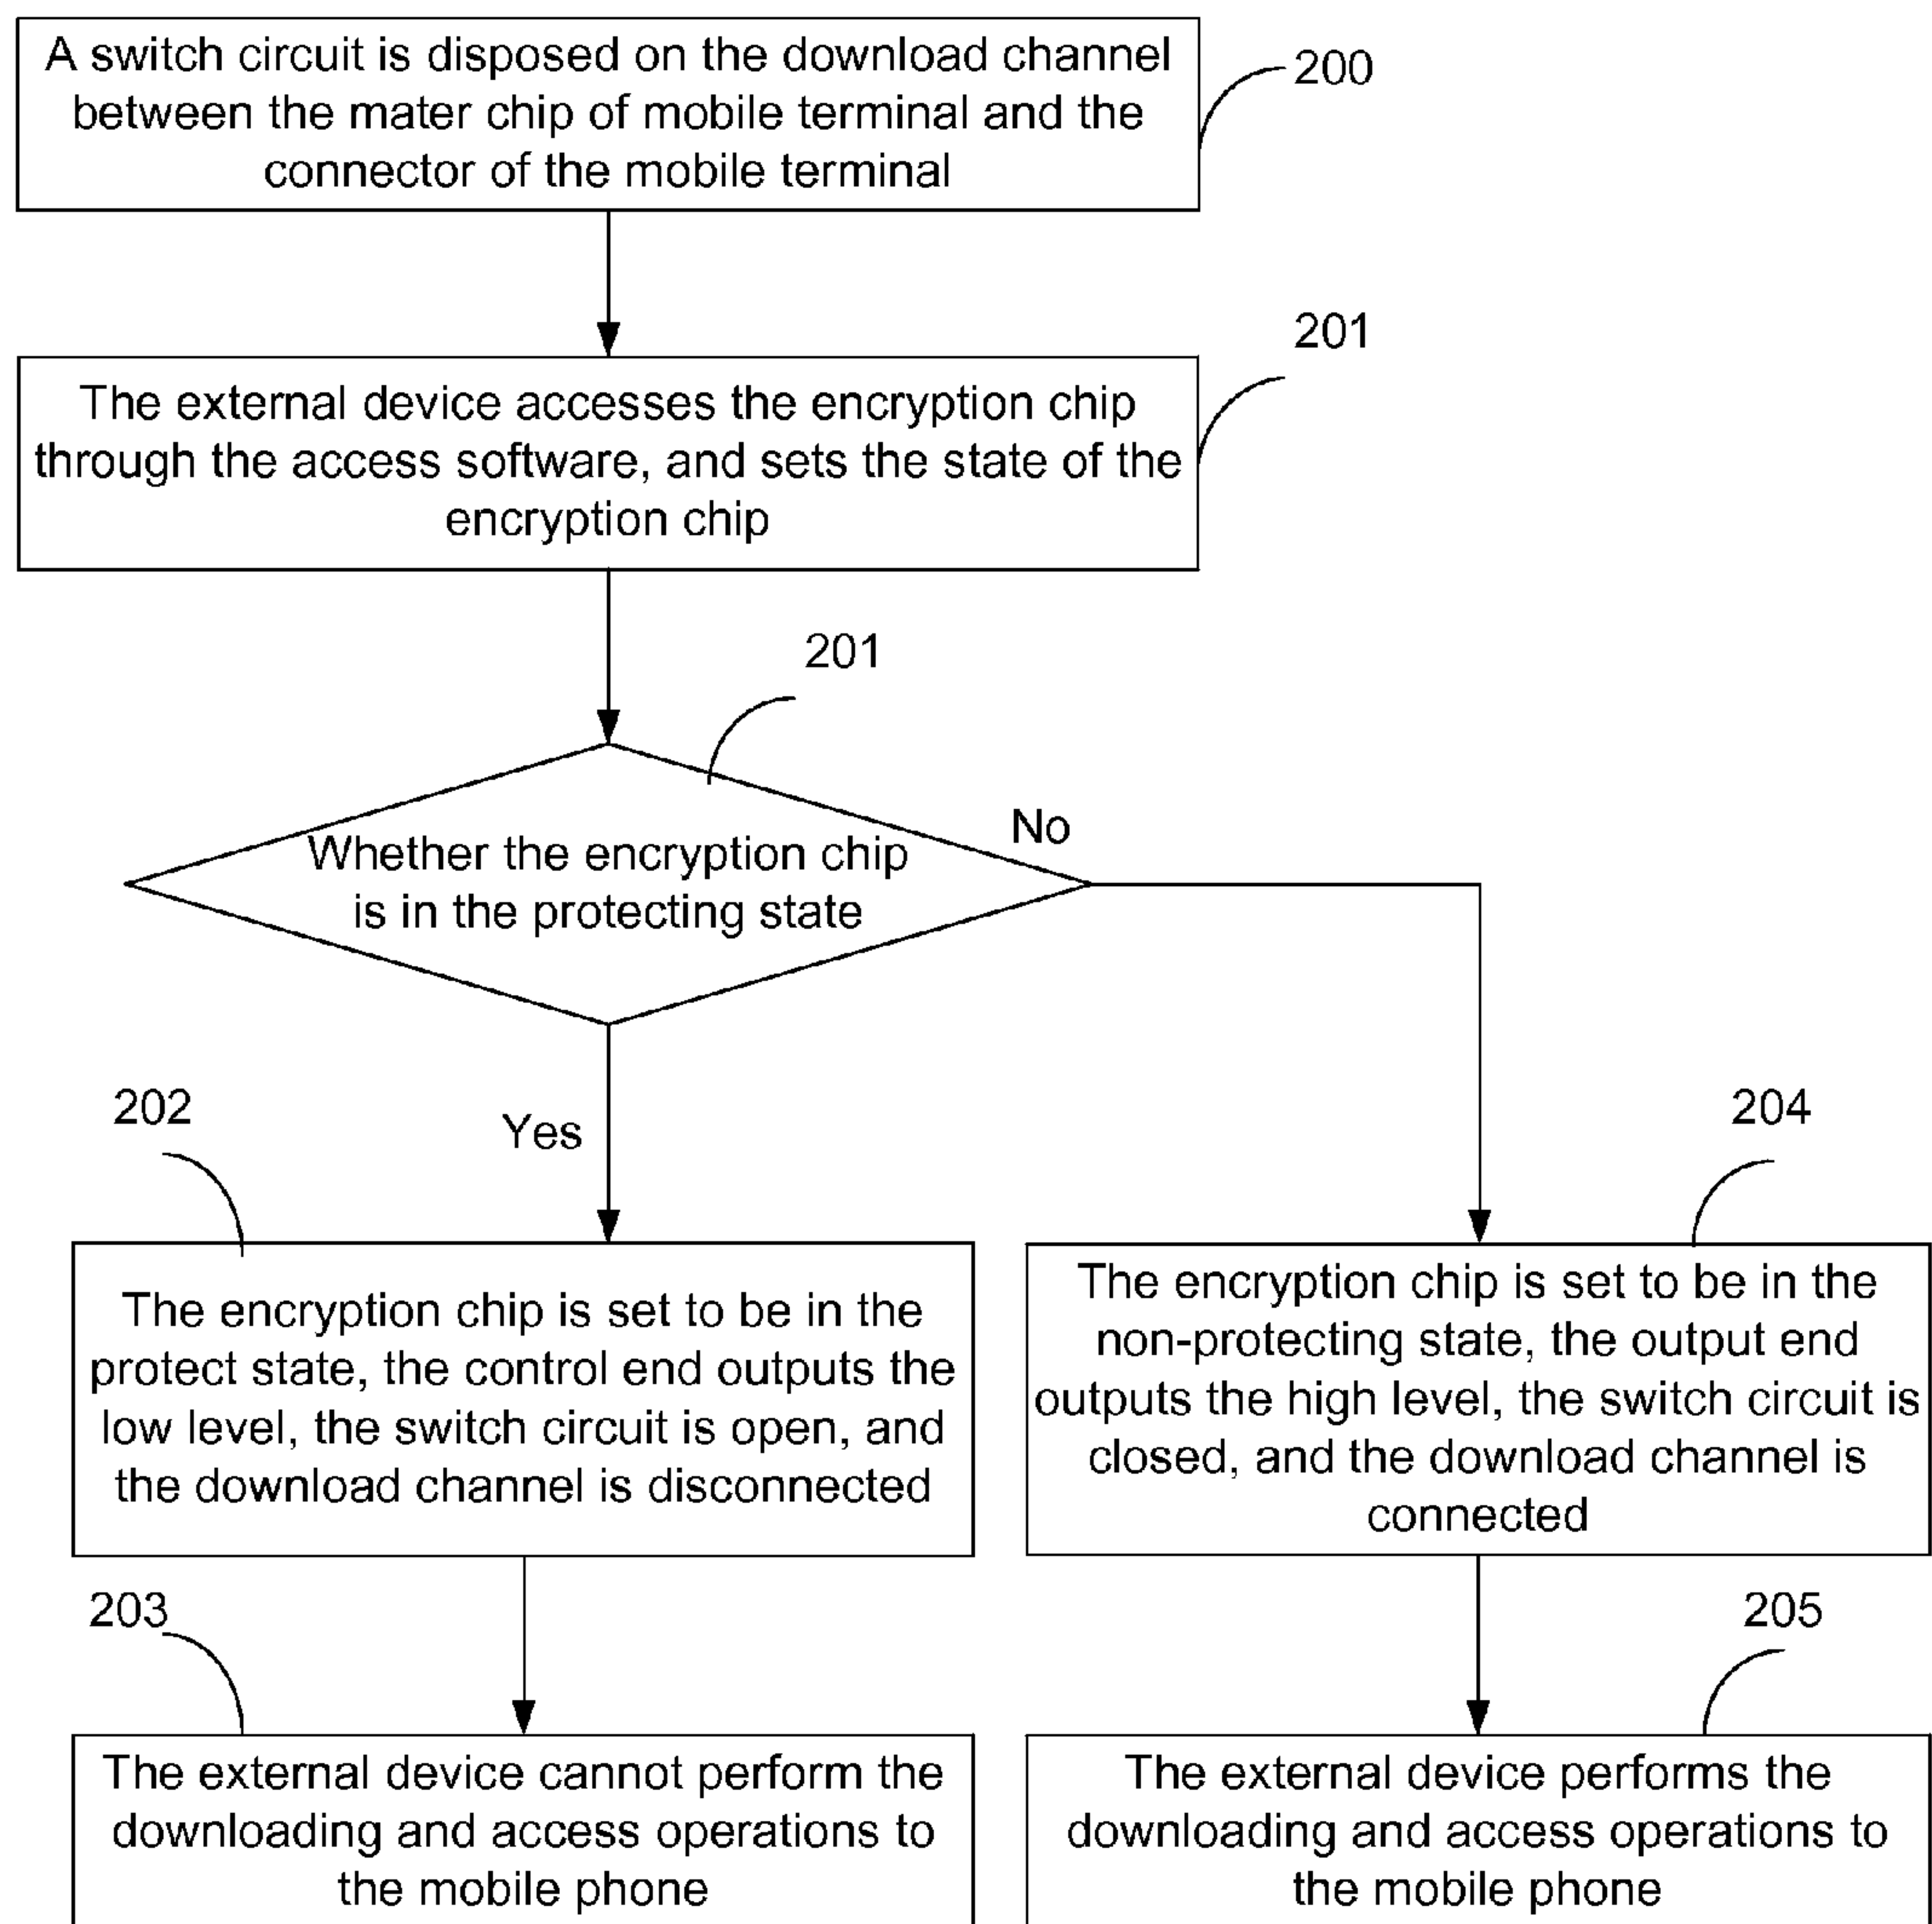 A switch circuit is disposed on the download channel
between the mater chip of mobile terminal and the
connector of the mobile terminal
200
201
The external device accesses the encryption chip
through the access software, and sets the state of the
encryption chip
201
Whether the encryption chip
is in the protecting state
No
Yes
202
The encryption chip is set to be in the
protect state, the control end outputs the
low level, the switch circuit is open, and
the download channel is disconnected
204
The encryption chip is set to be in the
non-protecting state, the output end
outputs the high level, the switch circuit is
closed, and the download channel is
connected
203
The external device cannot perform the
downloading and access operations to
the mobile phone
205
The external device performs the
downloading and access operations to
the mobile phone